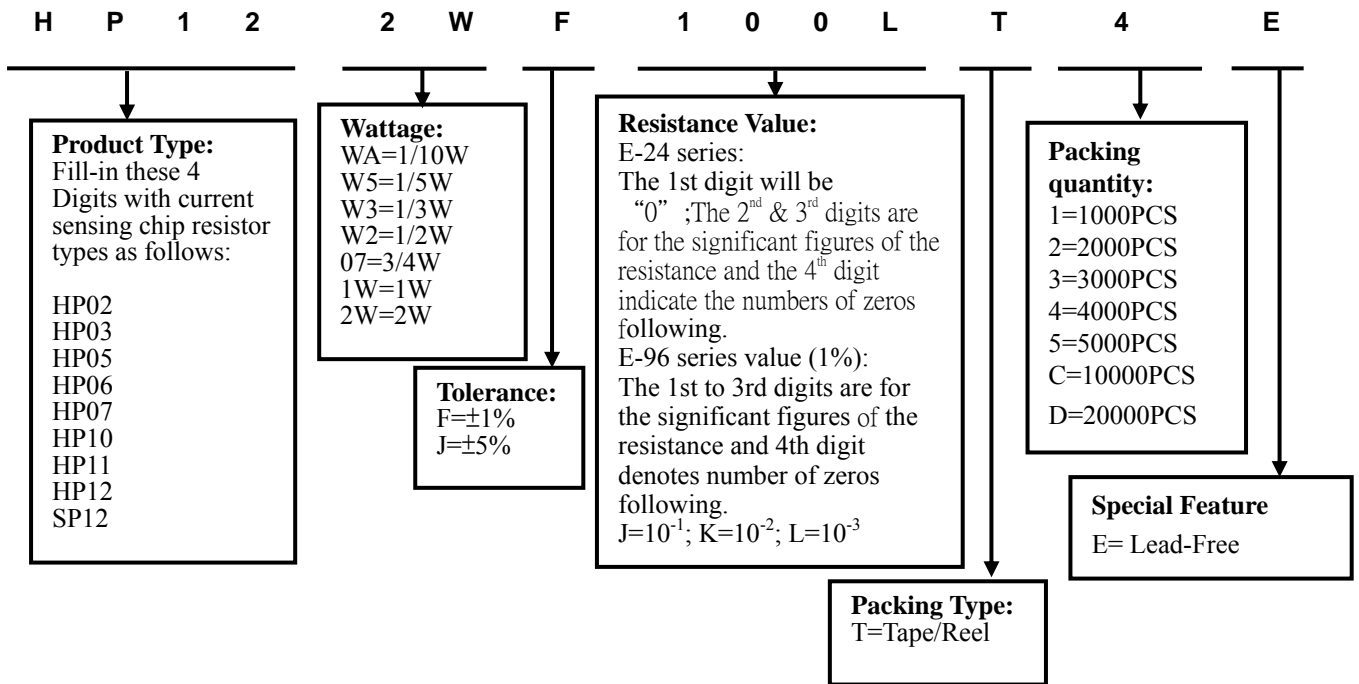 H P 1 2 2 W F 1 0 0 L T 4 E
Product Type:
Fill-in these 4
Digits with current
sensing chip resistor
types as follows:
HP02
HP03
HP05
HP06
HP07
HP10
HP11
HP12
SP12
Wattage:
WA=1/10W
W5=1/5W
W3=1/3W
W2=1/2W
07=3/4W
1W=1W
2W=2W
Tolerance:
F=±1%
J=±5%
Resistance Value:
E-24 series:
The 1st digit will be
“0” ;The 2nd & 3rd digits are
for the significant figures of the
resistance and the 4th digit
indicate the numbers of zeros
following.
E-96 series value (1%):
The 1st to 3rd digits are for
the significant figures of the
resistance and 4th digit
denotes number of zeros
following.
J=10⁻¹; K=10⁻²; L=10⁻³
Packing Type:
T=Tape/Reel
Packing
quantity:
1=1000PCS
2=2000PCS
3=3000PCS
4=4000PCS
5=5000PCS
C=10000PCS
D=20000PCS
Special Feature
E= Lead-Free